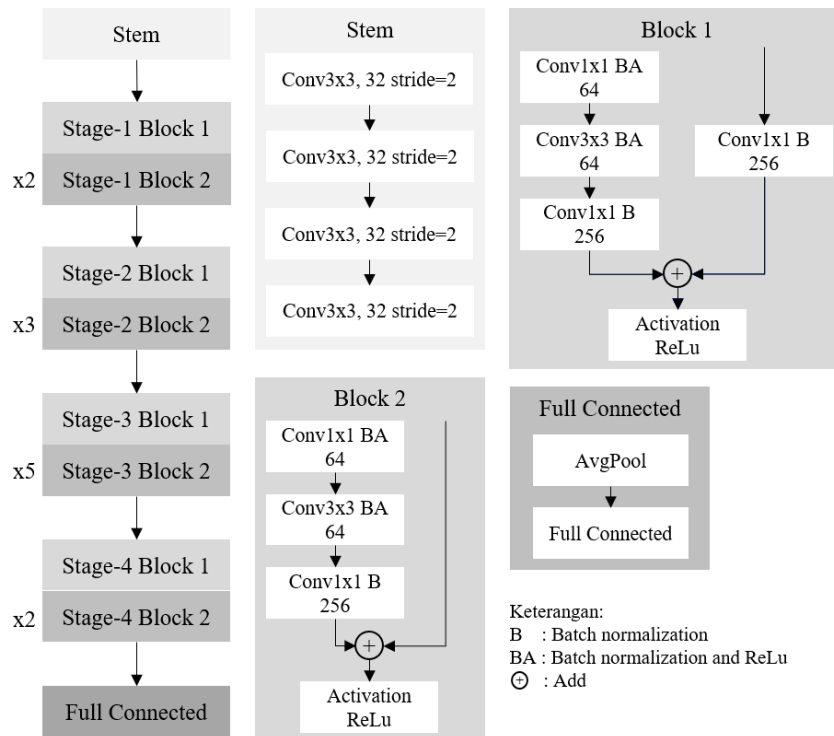 Stem
Stage-1 Block 1
x2
Stage-1 Block 2
Stage-2 Block 1
x3
Stage-2 Block 2
Stage-3 Block 1
x5
Stage-3 Block 2
Stage-4 Block 1
x2
Stage-4 Block 2
Full Connected
Stem
Conv3x3, 32 stride=2
Conv3x3, 32 stride=2
Conv3x3, 32 stride=2
Conv3x3, 32 stride=2
Block 1
Conv1x1 BA
64
Conv3x3 BA
64
Conv1x1 B
256
Conv1x1 B
256
+
Activation
ReLu
Block 2
Conv1x1 BA
64
Conv3x3 BA
64
Conv1x1 B
256
+
Activation
ReLu
Full Connected
AvgPool
Full Connected
Keterangan:
B : Batch normalization
BA : Batch normalization and ReLu
⊕ : Add